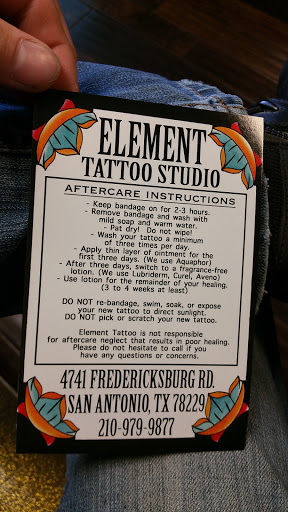 ELEMENT
TATTOO STUDIO
AFTERCARE INSTRUCTIONS
- Keep bandage on for 2-3 hours.
- Remove bandage and wash with
mild soap and warm water.
- Pat dry! Do not wipe!
- Wash your tattoo a minimum
of three times per day.
- Apply thin layer of ointment for the
first three days. (We use Aquaphor)
- After three days, switch to a fragrance-free
lotion. (We use Lubriderm, Curel, Aveno)
- Use lotion for the remainder of your healing.
(3 to 4 weeks at least)
DO NOT re-bandage, swim, soak, or expose
your new tattoo to direct sunlight.
DO NOT pick or scratch your new tattoo.
Element Tattoo is not responsible
for aftercare neglect that results in poor healing.
Please do not hesitate to call if you
have any questions or concerns.
4741 FREDERICKSBURG RD.
SAN ANTONIO, TX 78229
210-979-9877